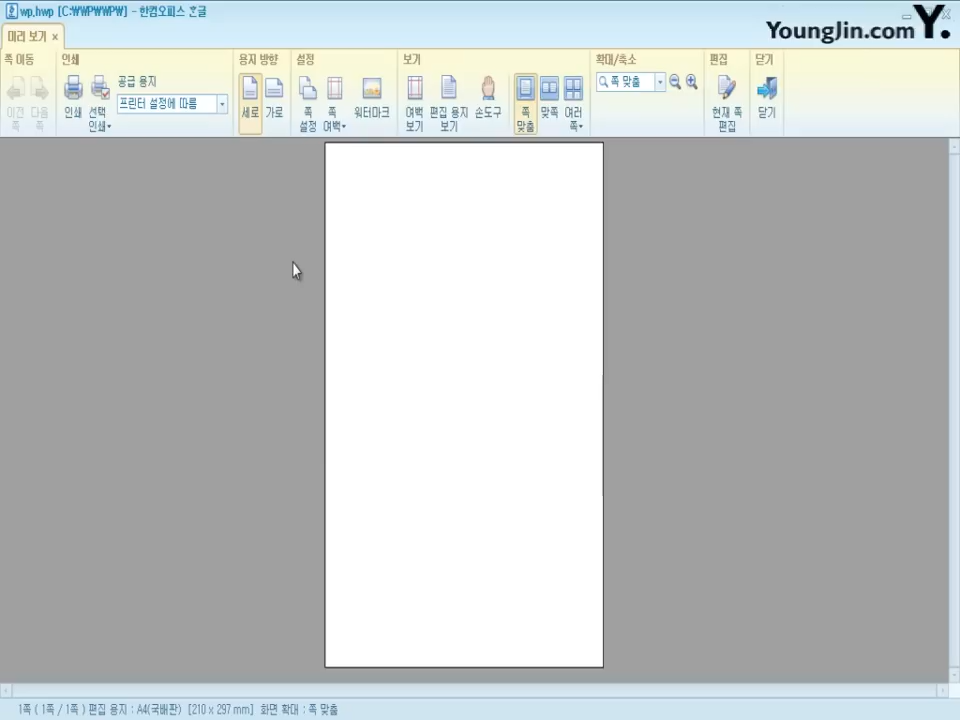 wp.hwp [C:\WP\WP\W] - 한컴오피스 한글
YoungJin.com Y.
미리 보기 ×
쪽 이동
인쇄
용지 방향
설정
보기
확대/축소
편집
닫기
이전 쪽
다음 쪽
인쇄
선택 인쇄
공급 용지
프린터 설정에 따름
세로
가로
쪽 설정
쪽 여백
워터마크
여백 보기
편집 용지 보기
손도구
쪽 맞춤
맞쪽
여러 쪽
쪽 맞춤
현재 쪽 편집
닫기
1쪽 ( 1쪽 / 1쪽 ) 편집 용지 : A4(국배판) [210 x 297 mm] 화면 확대 : 쪽 맞춤